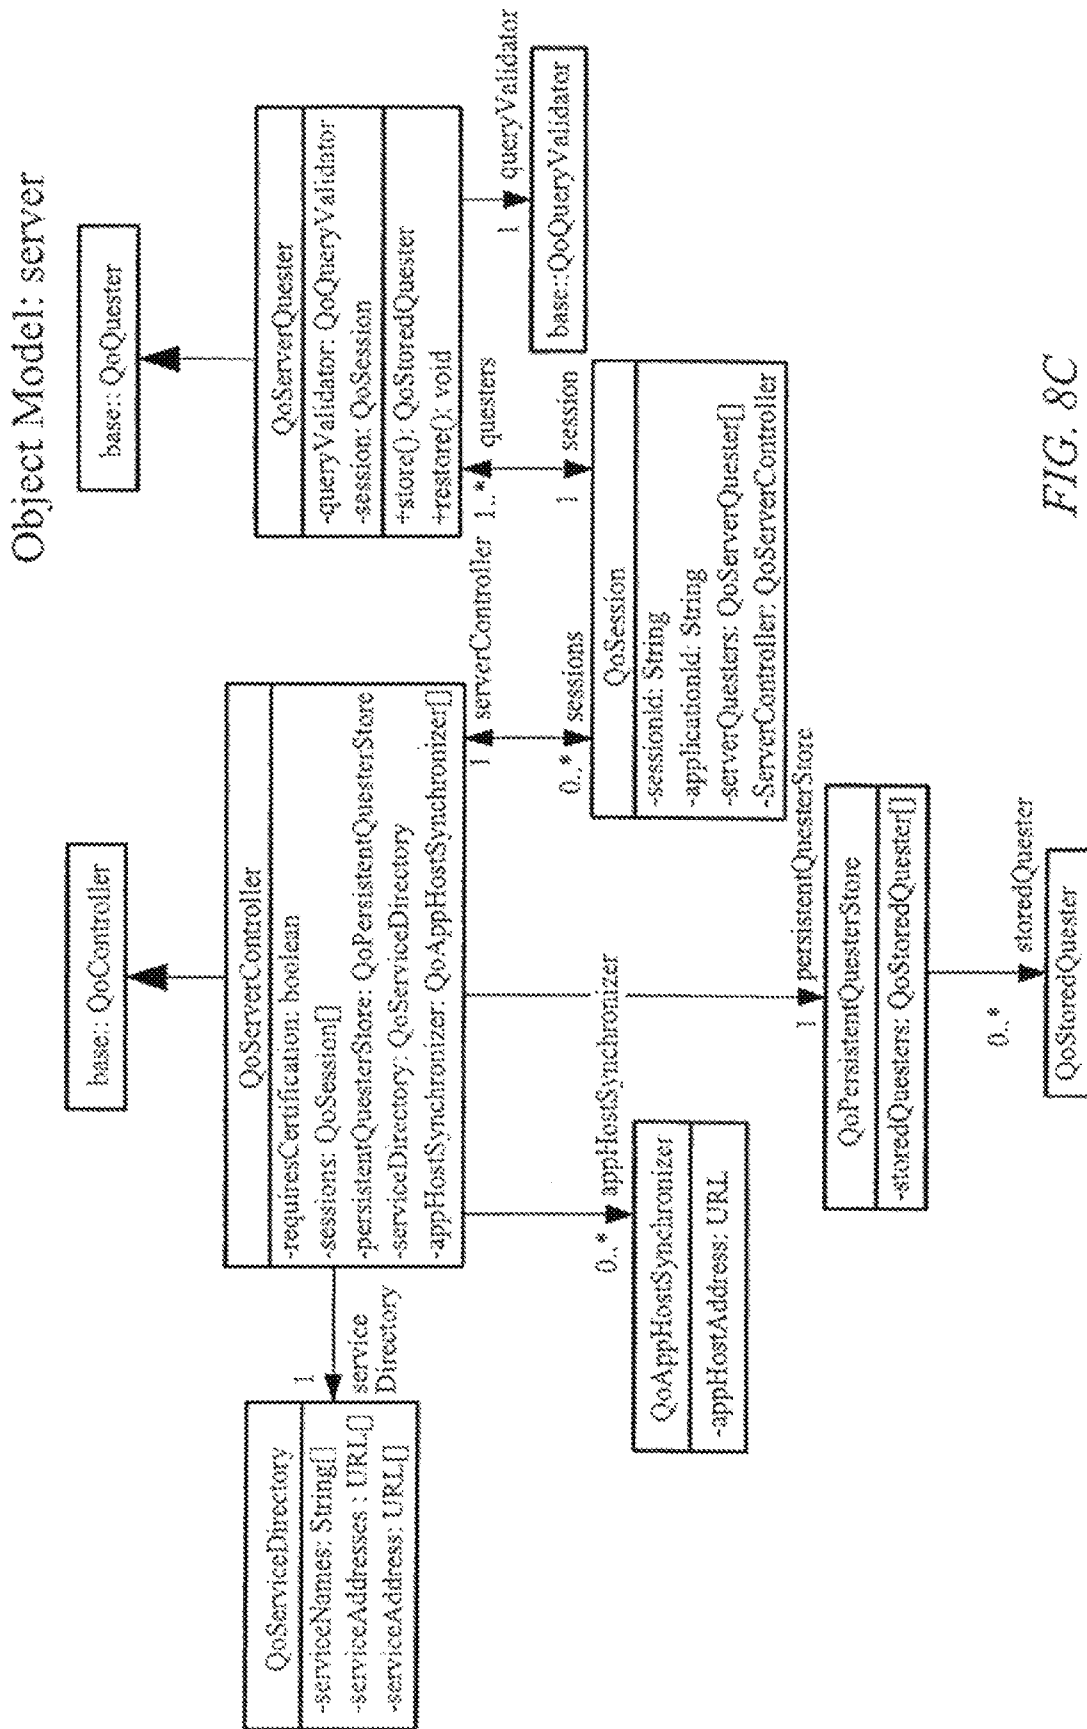 Object Model: server
base:: QoController
base:: QoQuester
QoServiceDirectory
-serviceNames: String[]
-serviceAddresses : URL[]
-serviceAddress: URL[]
1
service
Directory
QoServerController
-requiresCertification: boolean
-sessions: QoSession[]
-persistentQuesterStore: QoPersistentQuesterStore
-serviceDirectory: QoServiceDirectory
-appHostSynchronizer: QoAppHostSynchronizer[]
QoServerQuester
-queryValidator: QoQueryValidator
-session: QoSession
+store(): QoStoredQuester
+restore(): void
1 serverController
1..* questers
1 queryValidator
base::QoQueryValidator
0..* appHostSynchronizer
0..* sessions
1 session
QoAppHostSynchronizer
-appHostAddress: URL
QoSession
-sessionId: String
-applicationId: String
-serverQuesters: QoServerQuester[]
-ServerController: QoServerController
1 persistentQuesterStore
QoPersistentQuesterStore
-storedQuesters: QoStoredQuester[]
0..* storedQuester
QoStoredQuester
FIG. 8C